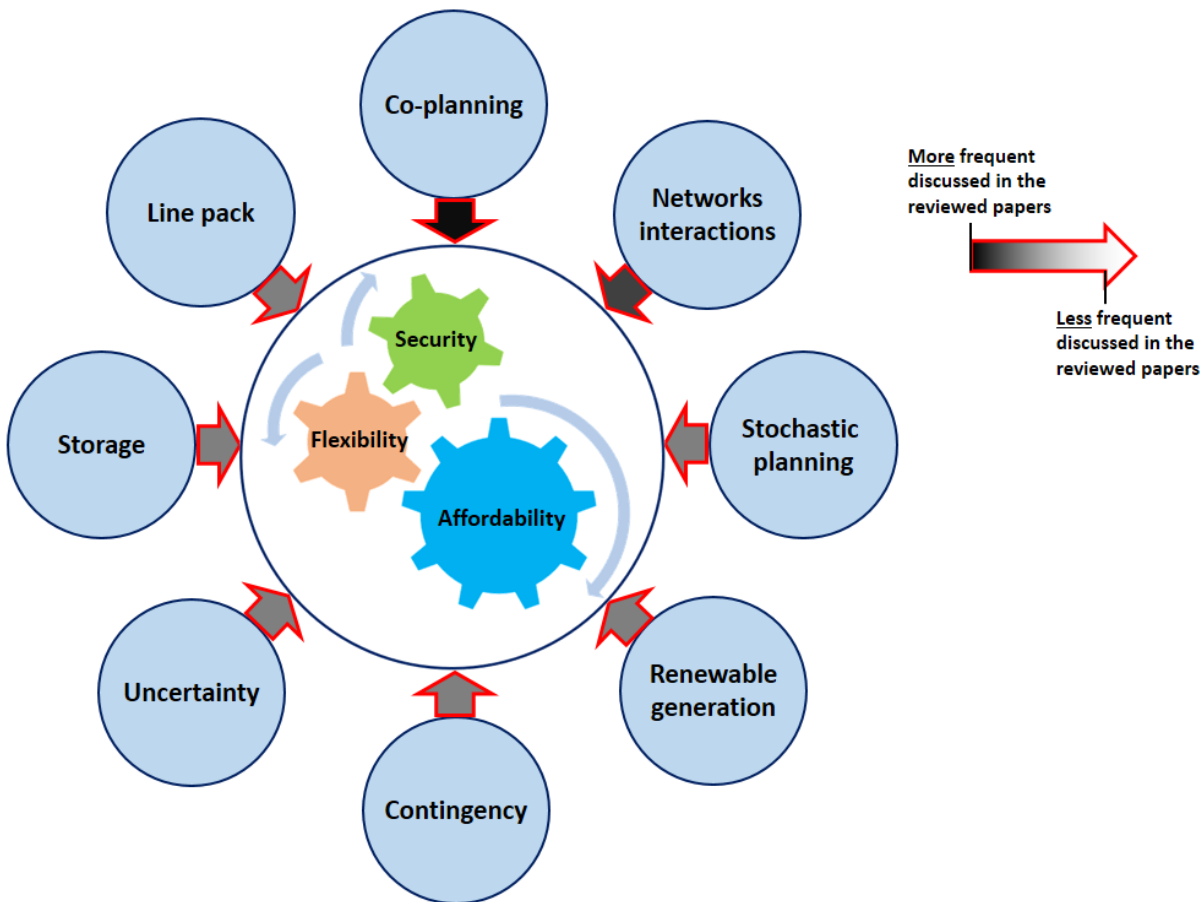 Co-planning
Line pack
Networks
interactions
More frequent
discussed in the
reviewed papers
Less frequent
discussed in the
reviewed papers
Security
Flexibility
Affordability
Storage
Stochastic
planning
Uncertainty
Renewable
generation
Contingency